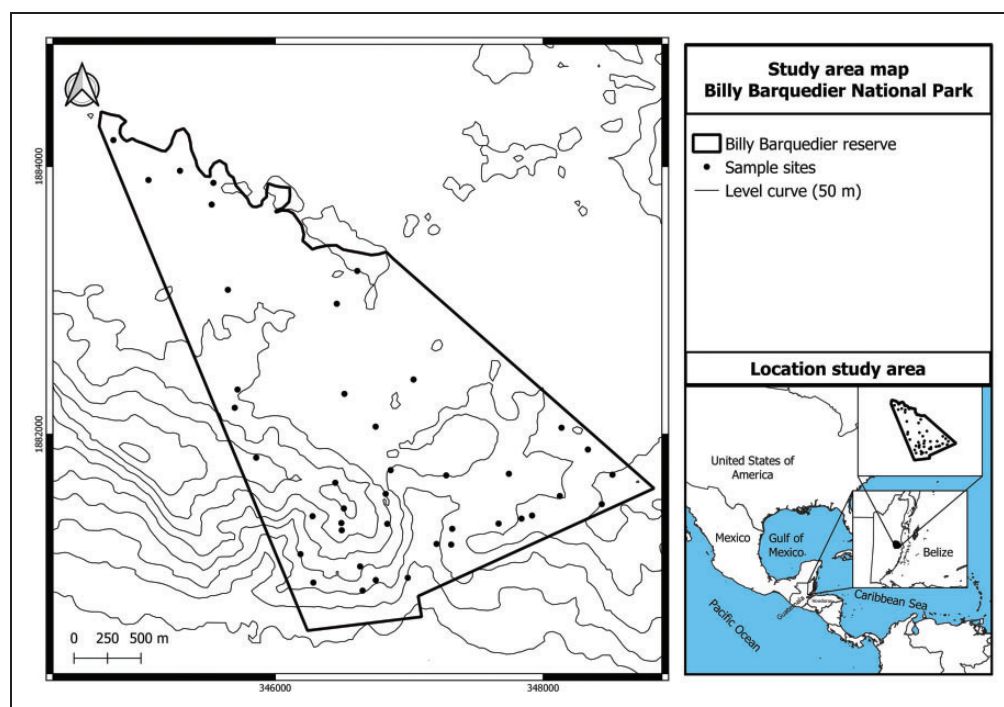 Study area map
Billy Barquedier National Park
Billy Barquedier reserve
Sample sites
Level curve (50 m)
1884000
1882000
0 250 500 m
346000
348000
Location study area
United States of
America
Mexico
Gulf of
Mexico
Belize
Guatemala
Caribbean Sea
Pacific Ocean